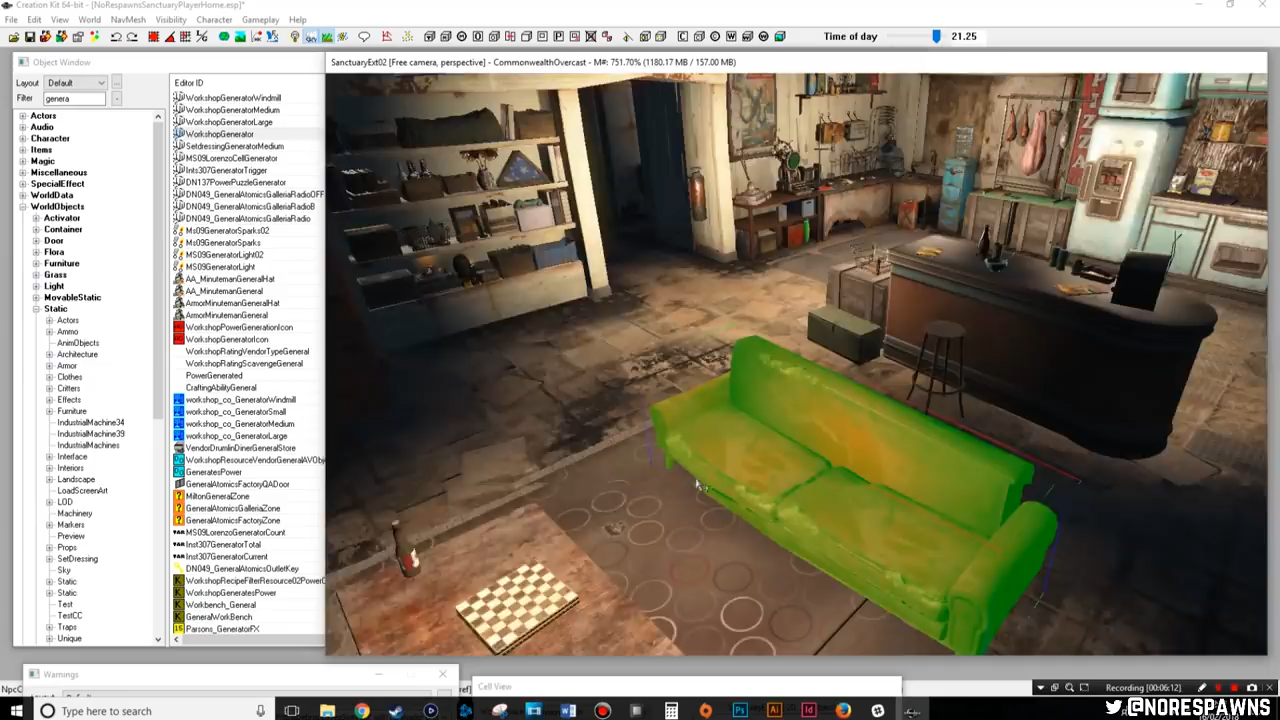 Creation Kit 64-bit - [NoRespawnsSanctuaryPlayerHome.esp]*
File Edit View World NavMesh Visibility Character Gameplay Help
Time of day 21.25
Object Window
SanctuaryExt02 [Free camera, perspective] - CommonwealthOvercast - M#: 751.70% (1180.17 MB / 157.00 MB)
Layout Default
Filter genera
Editor ID
Actors
Audio
Character
Items
Magic
Miscellaneous
SpecialEffect
WorldData
WorldObjects
Activator
Container
Door
Flora
Furniture
Grass
Light
MovableStatic
Static
Actors
Ammo
AnimObjects
Architecture
Armor
Clothes
Critters
Effects
Furniture
IndustrialMachine34
IndustrialMachine39
IndustrialMachines
Interface
Interiors
Landscape
LoadScreenArt
LOD
Machinery
Markers
Preview
Props
SetDressing
Sky
Static
Static
Test
TestCC
Traps
Unique
WorkshopGeneratorWindmill
WorkshopGeneratorMedium
WorkshopGeneratorLarge
WorkshopGenerator
SetdressingGeneratorMedium
MS09LorenzoCellGenerator
Ints307GeneratorTrigger
DN137PowerPuzzleGenerator
DN049_GeneralAtomicsGalleriaRadioOFF
DN049_GeneralAtomicsGalleriaRadioB
DN049_GeneralAtomicsGalleriaRadio
Ms09GeneratorSparks02
Ms09GeneratorSparks
MS09GeneratorLight02
MS09GeneratorLight
AA_MinutemanGeneralHat
AA_MinutemanGeneral
ArmorMinutemanGeneralHat
ArmorMinutemanGeneral
WorkshopPowerGenerationIcon
WorkshopGeneratorIcon
WorkshopRatingVendorTypeGeneral
WorkshopRatingScavengeGeneral
PowerGenerated
CraftingAbilityGeneral
workshop_co_GeneratorWindmill
workshop_co_GeneratorSmall
workshop_co_GeneratorMedium
workshop_co_GeneratorLarge
VendorDrumlinDinerGeneralStore
WorkshopResourceVendorGeneralAVObj
GeneratesPower
GeneralAtomicsFactoryQADoor
MiltonGeneralZone
GeneralAtomicsGalleriaZone
GeneralAtomicsFactoryZone
MS09LorenzoGeneratorCount
Inst307GeneratorTotal
Inst307GeneratorCurrent
DN049_GeneralAtomicsOutletKey
WorkshopRecipeFilterResource02PowerG
WorkshopGeneratesPower
Workbench_General
GeneralWorkBench
Parsons_GeneratorFX
Warnings
Cell View
Recording [00:06:12]
Type here to search
@NORESPAWNS